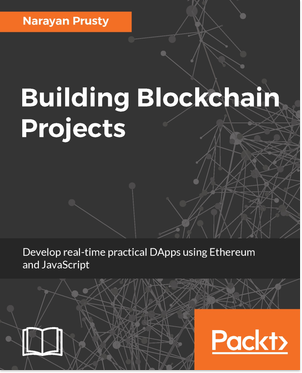 Narayan Prusty
Building Blockchain
Projects
Develop real-time practical DApps using Ethereum
and JavaScript
Packt>